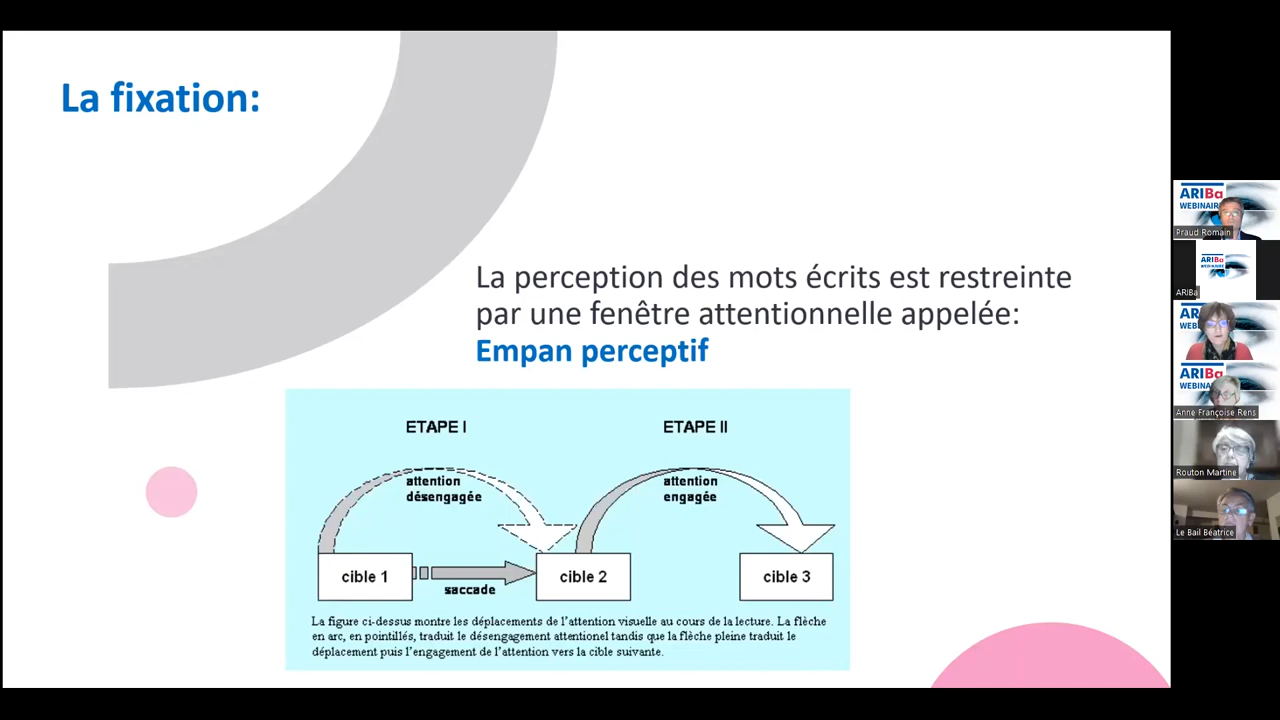 La fixation:
La perception des mots écrits est restreinte
par une fenêtre attentionnelle appelée:
Empan perceptif
ETAPE I
ETAPE II
attention
désengagée
attention
engagée
cible 1
saccade
cible 2
cible 3
La figure ci-dessus montre les déplacements de l'attention visuelle au cours de la lecture. La flèche
en arc, en pointillés, traduit le désengagement attentionel tandis que la flèche pleine traduit le
déplacement puis l'engagement de l'attention vers la cible suivante.
ARIBa
WEBINAIR
Praud Romain
ARIBa
ARIBa
ARIBa
WEBI
ARIBa
WEBINAI
Anne Françoise Rens
Routon Martine
Le Bail Béatrice